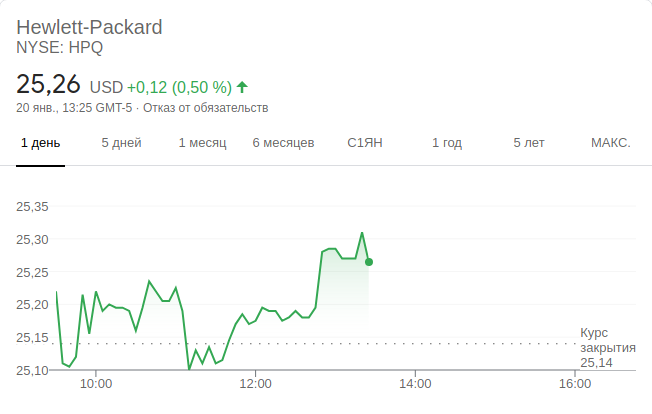 Hewlett-Packard
NYSE: HPQ
25,26 USD +0,12 (0,50 %)
20 янв., 13:25 GMT-5 · Отказ от обязательств
1 день 5 дней 1 месяц 6 месяцев С1ЯН 1 год 5 лет МАКС.
25,35
25,30
25,25
25,20
25,15
25,10
Курс
закрытия
25,14
10:00 12:00 14:00 16:00